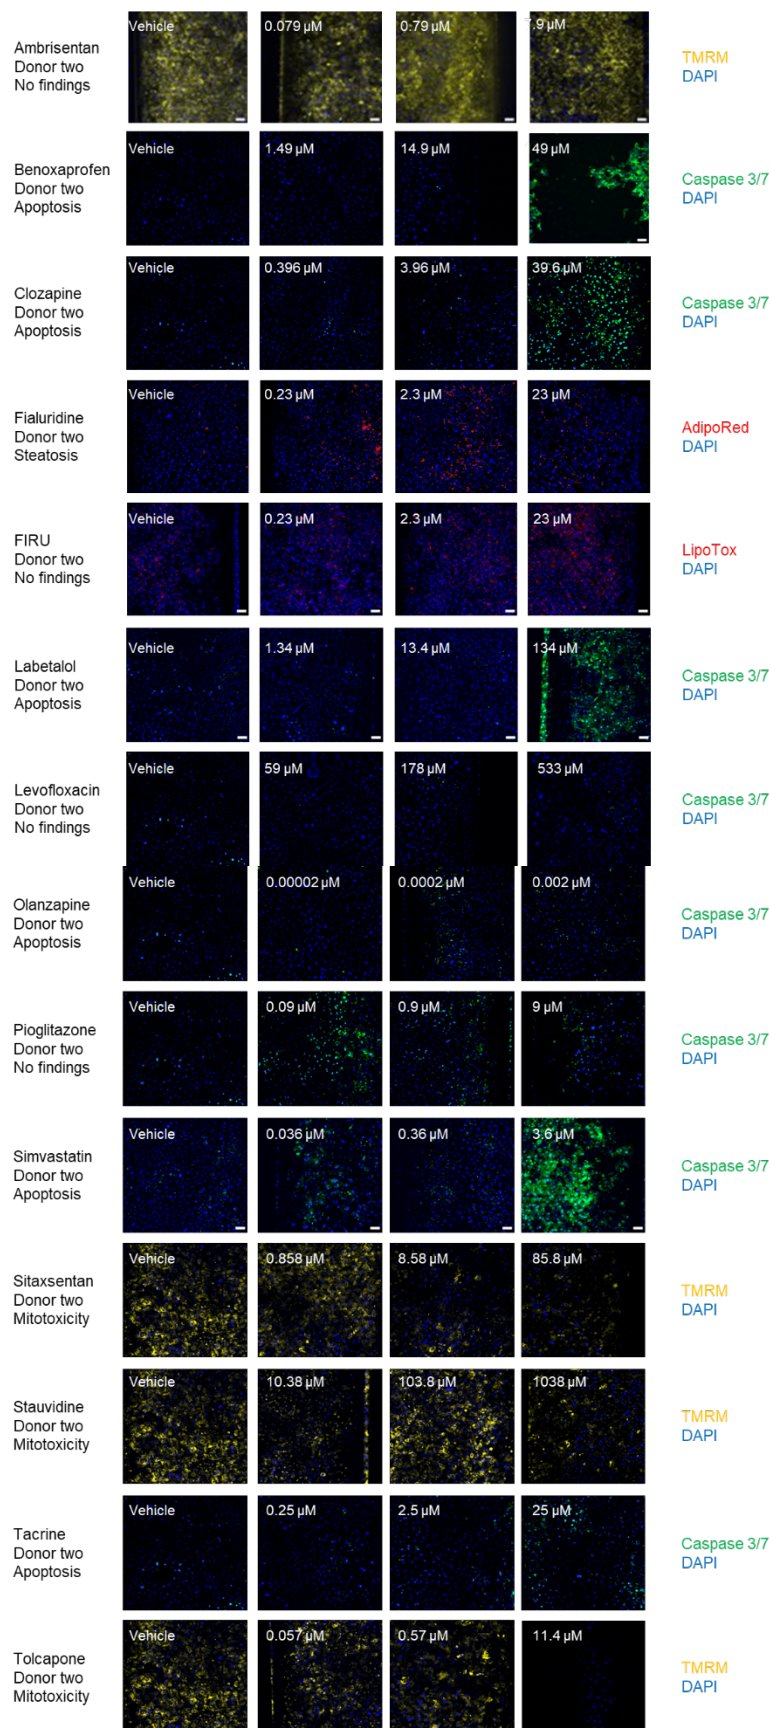 Ambrisentan
Donor two
No findings
Vehicle
0.079 µM
0.79 µM
7.9 µM
TMRM
DAPI
Benoxaprofen
Donor two
Apoptosis
Vehicle
1.49 µM
14.9 µM
49 µM
Caspase 3/7
DAPI
Clozapine
Donor two
Apoptosis
Vehicle
0.396 µM
3.96 µM
39.6 µM
Caspase 3/7
DAPI
Fialuridine
Donor two
Steatosis
Vehicle
0.23 µM
2.3 µM
23 µM
AdipoRed
DAPI
FIRU
Donor two
No findings
Vehicle
0.23 µM
2.3 µM
23 µM
LipoTox
DAPI
Labetalol
Donor two
Apoptosis
Vehicle
1.34 µM
13.4 µM
134 µM
Caspase 3/7
DAPI
Levofloxacin
Donor two
No findings
Vehicle
59 µM
178 µM
533 µM
Caspase 3/7
DAPI
Olanzapine
Donor two
Apoptosis
Vehicle
0.00002 µM
0.0002 µM
0.002 µM
Caspase 3/7
DAPI
Pioglitazone
Donor two
No findings
Vehicle
0.09 µM
0.9 µM
9 µM
Caspase 3/7
DAPI
Simvastatin
Donor two
Apoptosis
Vehicle
0.036 µM
0.36 µM
3.6 µM
Caspase 3/7
DAPI
Sitaxsentan
Donor two
Mitotoxicity
Vehicle
0.858 µM
8.58 µM
85.8 µM
TMRM
DAPI
Stauvidine
Donor two
Mitotoxicity
Vehicle
10.38 µM
103.8 µM
1038 µM
TMRM
DAPI
Tacrine
Donor two
Apoptosis
Vehicle
0.25 µM
2.5 µM
25 µM
Caspase 3/7
DAPI
Tolcapone
Donor two
Mitotoxicity
Vehicle
0.057 µM
0.57 µM
11.4 µM
TMRM
DAPI